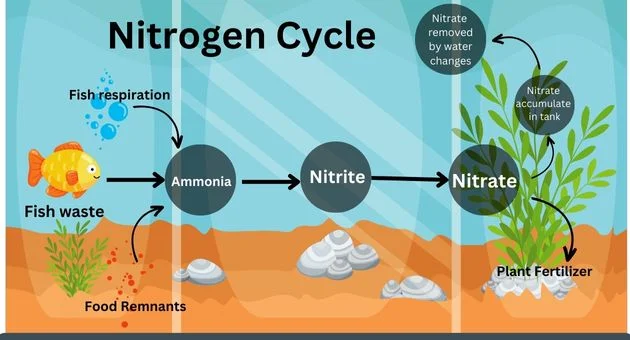 Nitrogen Cycle
Nitrate
removed
by water
changes
Fish respiration
Nitrate
accumulate
in tank
Ammonia
Nitrite
Nitrate
Fish waste
Plant Fertilizer
Food Remnants